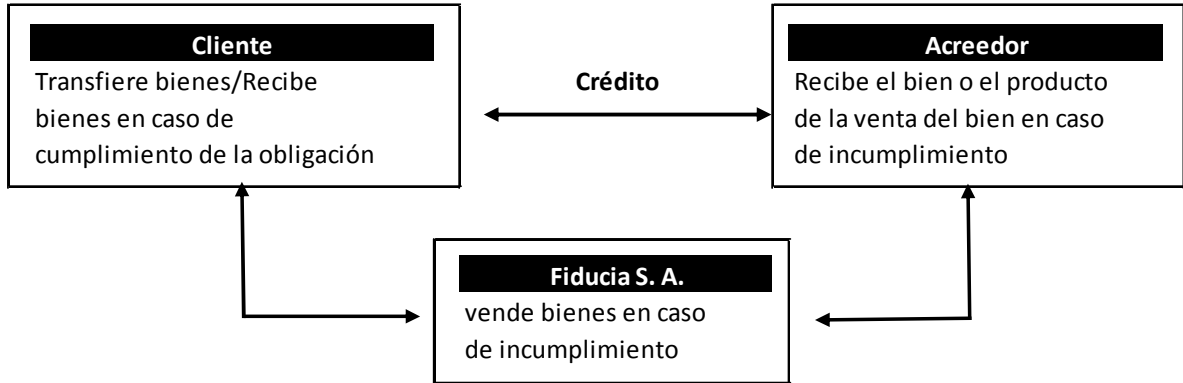 Cliente
Transfiere bienes/Recibe
bienes en caso de
cumplimiento de la obligación
Crédito
Acreedor
Recibe el bien o el producto
de la venta del bien en caso
de incumplimiento
Fiducia S. A.
vende bienes en caso
de incumplimiento